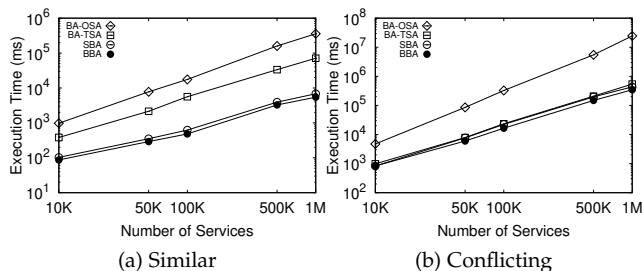 BA-OSA
BA-TSA
SBA
BBA
10^6
10^5
10^4
10^3
10^2
10^1
Execution Time (ms)
10K 50K 100K 500K 1M
Number of Services
(a) Similar
BA-OSA
BA-TSA
SBA
BBA
10^8
10^7
10^6
10^5
10^4
10^3
10^2
Execution Time (ms)
10K 50K 100K 500K 1M
Number of Services
(b) Conflicting